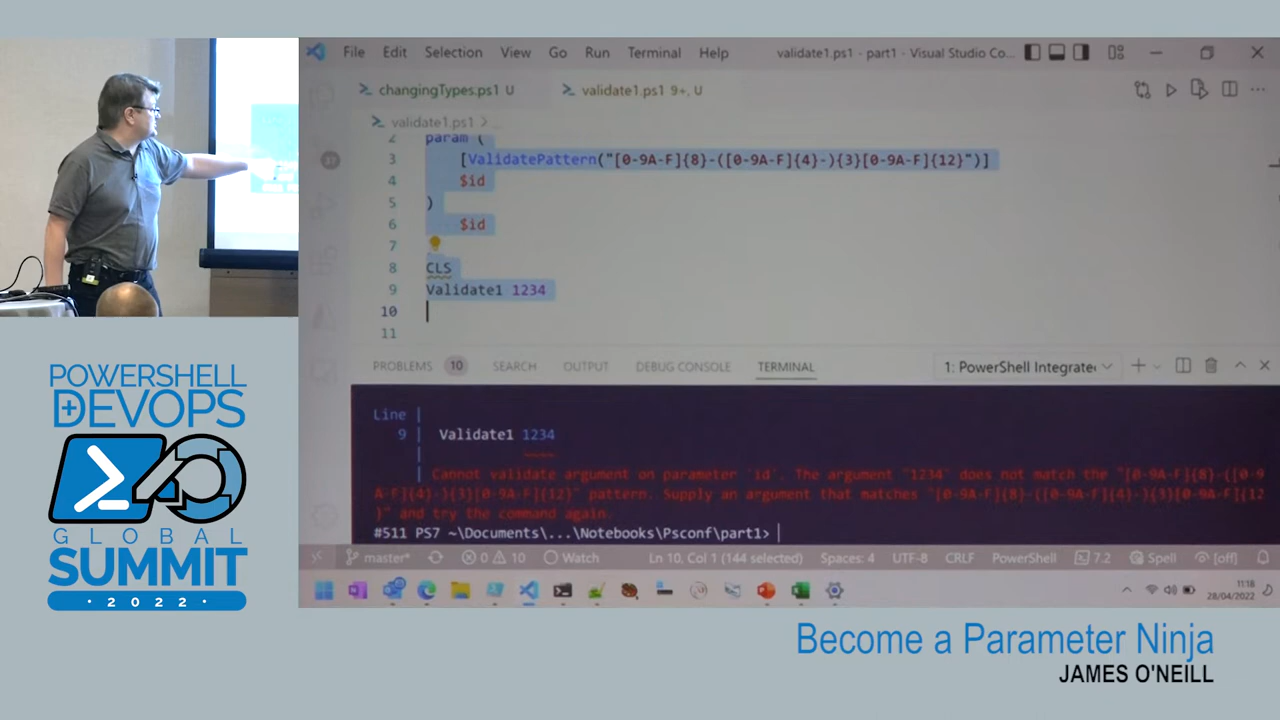 File Edit Selection View Go Run Terminal Help validate1.ps1 - part1 - Visual Studio Co...
changingTypes.ps1 U validate1.ps1 9+, U
validate1.ps1 > ...
2 param (
3 [ValidatePattern("[0-9A-F]{8}-([0-9A-F]{4}-){3}[0-9A-F]{12}")]
4 $id
5 )
6 $id
7
8 CLS
9 Validate1 1234
10
11
PROBLEMS 10 SEARCH OUTPUT DEBUG CONSOLE TERMINAL 1: PowerShell Integrate
Line |
9 | Validate1 1234
| ~~~~
| Cannot validate argument on parameter 'id'. The argument "1234" does not match the "[0-9A-F]{8}-([0-9
A-F]{4}-){3}[0-9A-F]{12}" pattern. Supply an argument that matches "[0-9A-F]{8}-([0-9A-F]{4}-){3}[0-9A-F]{12
}" and try the command again.
#511 PS7 ~\Documents\...\Notebooks\Psconf\part1>
master* 0 10 Watch Ln 10, Col 1 (144 selected) Spaces: 4 UTF-8 CRLF PowerShell 7.2 Spell [off]
11:18
28/04/2022
POWERSHELL
DEVOPS
GLOBAL
SUMMIT
· 2022 ·
Become a Parameter Ninja
JAMES O'NEILL